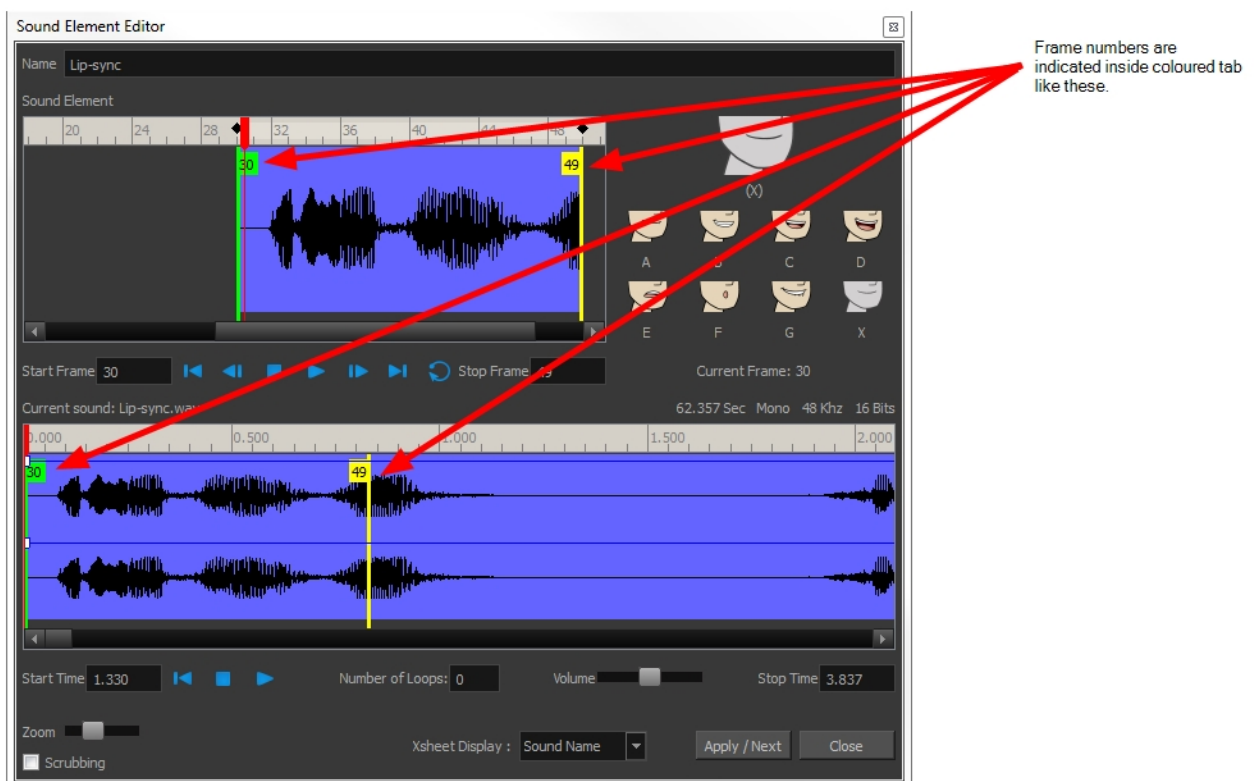 Sound Element Editor
Frame numbers are
indicated inside coloured tab
like these.
Name Lip-sync
Sound Element
20 24 28 32 36 40 44 48
30 49
(X)
A B C D
E F G X
Start Frame 30 Stop Frame 49 Current Frame: 30
Current sound: Lip-sync.wav 62.357 Sec Mono 48 Khz 16 Bits
0.000 0.500 1.000 1.500 2.000
30 49
Start Time 1.330 Number of Loops: 0 Volume Stop Time 3.837
Zoom
Xsheet Display : Sound Name Apply / Next Close
Scrubbing